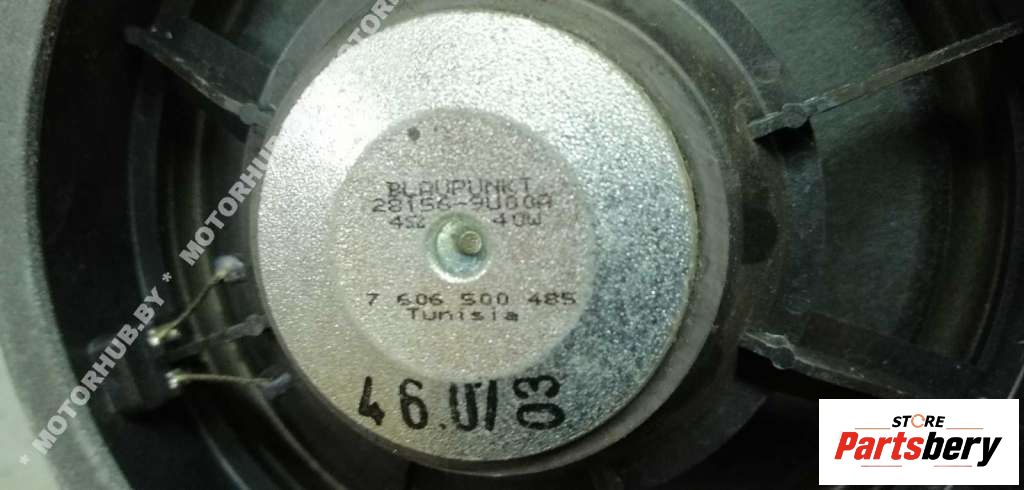 BLAUPUNKT
28156-9U00A
4Ω 40W
7 606 500 485
Tunisia
46.07 03
* MOTORHUB.BY * MOTORHUB.BY
STORE
Partsbery